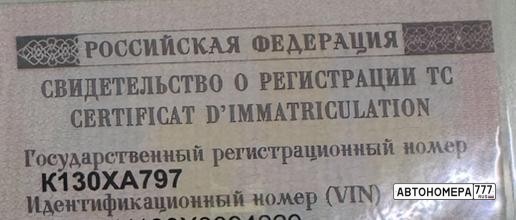 РОССИЙСКАЯ ФЕДЕРАЦИЯ
СВИДЕТЕЛЬСТВО О РЕГИСТРАЦИИ ТС
CERTIFICAT D'IMMATRICULATION
Государственный регистрационный номер
К130ХА797
Идентификационный номер (VIN)
АВТОНОМЕРА777